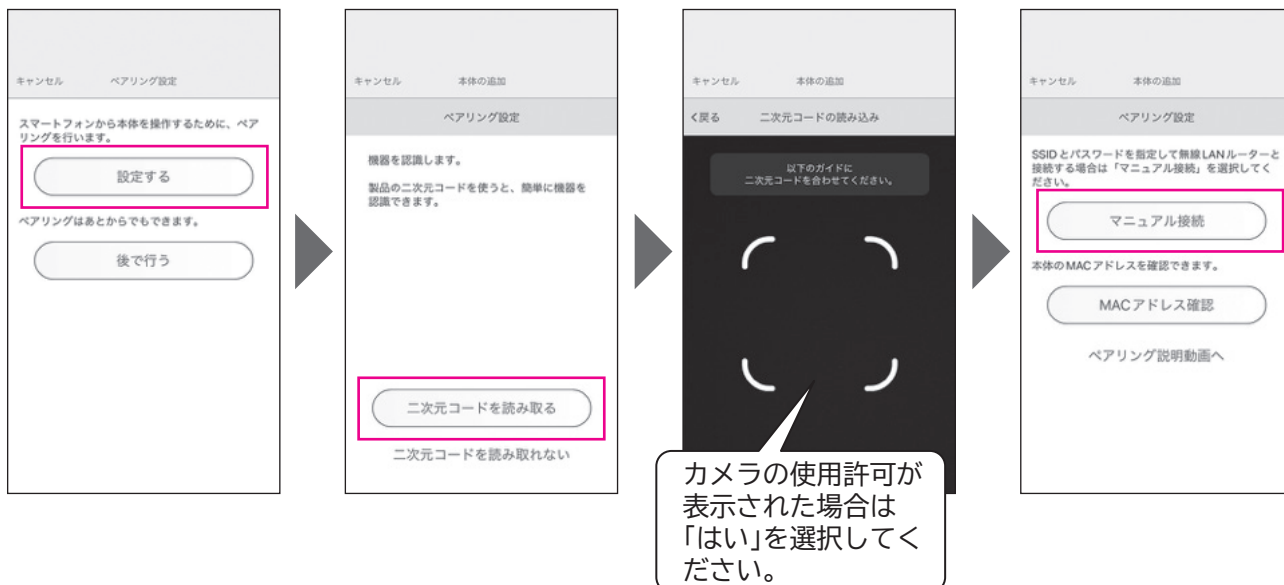 キャンセル ペアリング設定
スマートフォンから本体を操作するために、ペア
リングを行います。
設定する
ペアリングはあとからでもできます。
後で行う
キャンセル 本体の追加
ペアリング設定
機器を認識します。
製品の二次元コードを使うと、簡単に機器を
認識できます。
二次元コードを読み取る
二次元コードを読み取れない
キャンセル 本体の追加
く戻る 二次元コードの読み込み
以下のガイドに
二次元コードを合わせてください。
カメラの使用許可が
表示された場合は
「はい」を選択してく
ださい。
キャンセル 本体の追加
ペアリング設定
SSIDとパスワードを指定して無線LANルーターと
接続する場合は「マニュアル接続」を選択してく
ださい。
マニュアル接続
本体のMACアドレスを確認できます。
MACアドレス確認
ペアリング説明動画へ